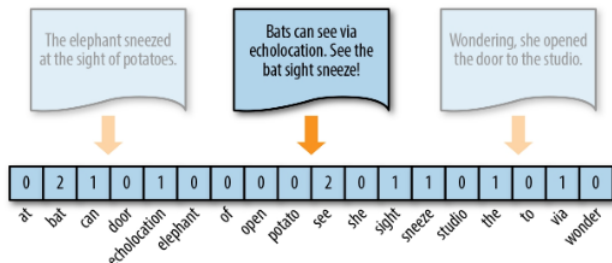 The elephant sneezed
at the sight of potatoes.
Bats can see via
echolocation. See the
bat sight sneeze!
Wondering, she opened
the door to the studio.
0 2 1 0 1 0 0 0 0 2 0 1 1 0 1 0 1 0
at bat can door echolocation elephant of open potato see she sight sneeze studio the to via wonder